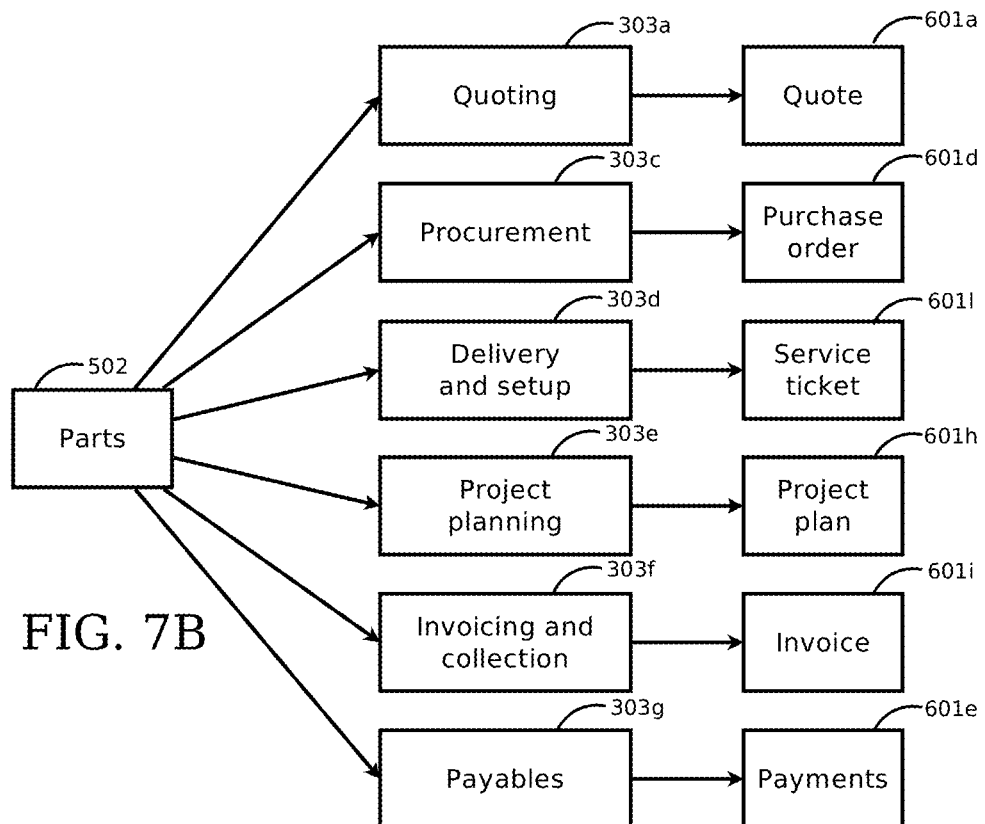 303a
601a
Quoting
Quote
303c
601d
Procurement
Purchase
order
303d
601l
Delivery
and setup
Service
ticket
502
Parts
303e
601h
Project
planning
Project
plan
303f
601i
Invoicing and
collection
Invoice
FIG. 7B
303g
601e
Payables
Payments